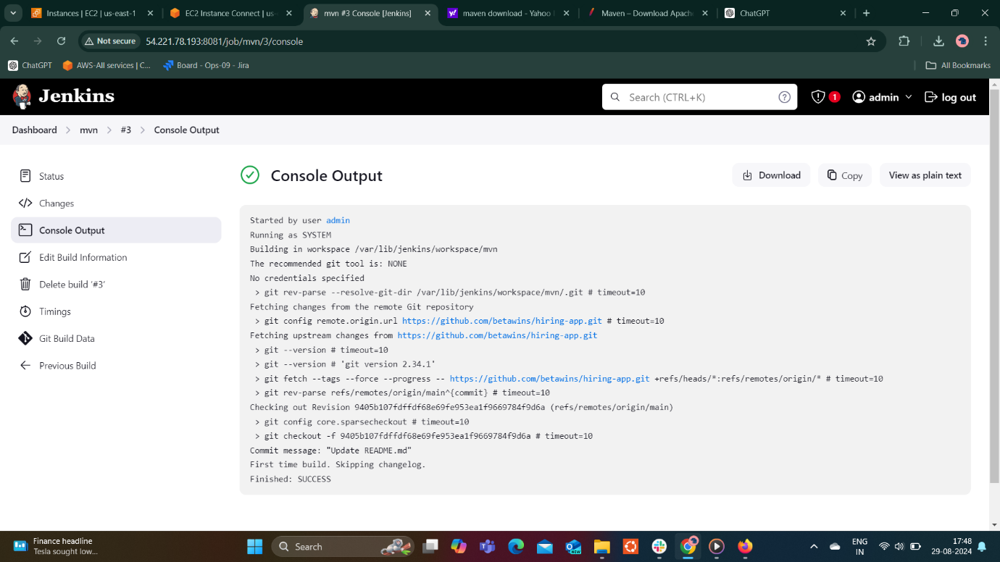 Instances | EC2 | us-east-1
EC2 Instance Connect | us-
mvn #3 Console [Jenkins]
maven download - Yahoo
Maven – Download Apache
ChatGPT
Not secure
54.221.78.193:8081/job/mvn/3/console
ChatGPT
AWS-All services | C...
Board - Ops-09 - Jira
All Bookmarks
Jenkins
Search (CTRL+K)
1
admin
log out
Dashboard
mvn
#3
Console Output
Status
Changes
Console Output
Edit Build Information
Delete build ‘#3’
Timings
Git Build Data
Previous Build
Console Output
Download
Copy
View as plain text
Started by user admin
Running as SYSTEM
Building in workspace /var/lib/jenkins/workspace/mvn
The recommended git tool is: NONE
No credentials specified
> git rev-parse --resolve-git-dir /var/lib/jenkins/workspace/mvn/.git # timeout=10
Fetching changes from the remote Git repository
> git config remote.origin.url https://github.com/betawins/hiring-app.git # timeout=10
Fetching upstream changes from https://github.com/betawins/hiring-app.git
> git --version # timeout=10
> git --version # 'git version 2.34.1'
> git fetch --tags --force --progress -- https://github.com/betawins/hiring-app.git +refs/heads/*:refs/remotes/origin/* # timeout=10
> git rev-parse refs/remotes/origin/main^{commit} # timeout=10
Checking out Revision 9405b107fdffdf68e69fe953ea1f9669784f9d6a (refs/remotes/origin/main)
> git config core.sparsecheckout # timeout=10
> git checkout -f 9405b107fdffdf68e69fe953ea1f9669784f9d6a # timeout=10
Commit message: "Update README.md"
First time build. Skipping changelog.
Finished: SUCCESS
Finance headline
Tesla sought low...
Search
NEW
ENG
IN
17:48
29-08-2024